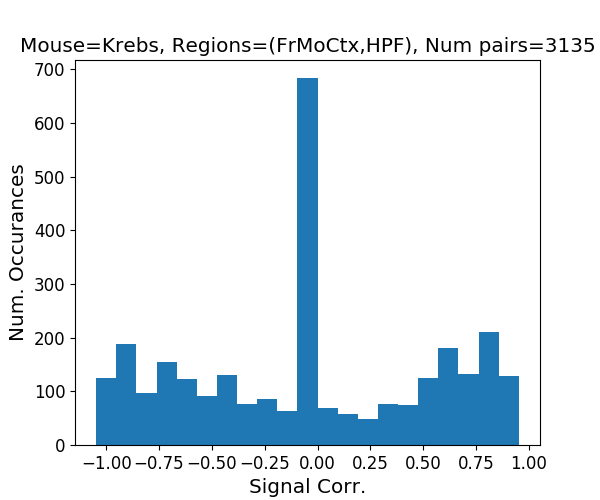 Mouse=Krebs, Regions=(FrMoCtx,HPF), Num pairs=3135
700
600
500
400
300
200
100
0
Num. Occurances
−1.00 −0.75 −0.50 −0.25 0.00 0.25 0.50 0.75 1.00
Signal Corr.